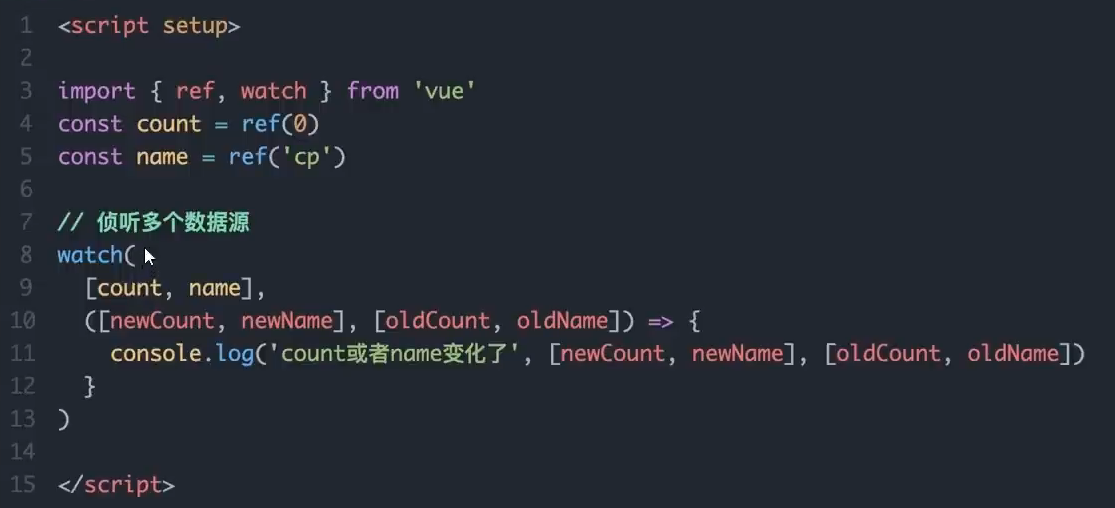 1 <script setup>
2
3 import { ref, watch } from 'vue'
4 const count = ref(0)
5 const name = ref('cp')
6
7 // 侦听多个数据源
8 watch(
9   [count, name],
10   ([newCount, newName], [oldCount, oldName]) => {
11     console.log('count或者name变化了', [newCount, newName], [oldCount, oldName])
12   }
13 )
14
15 </script>